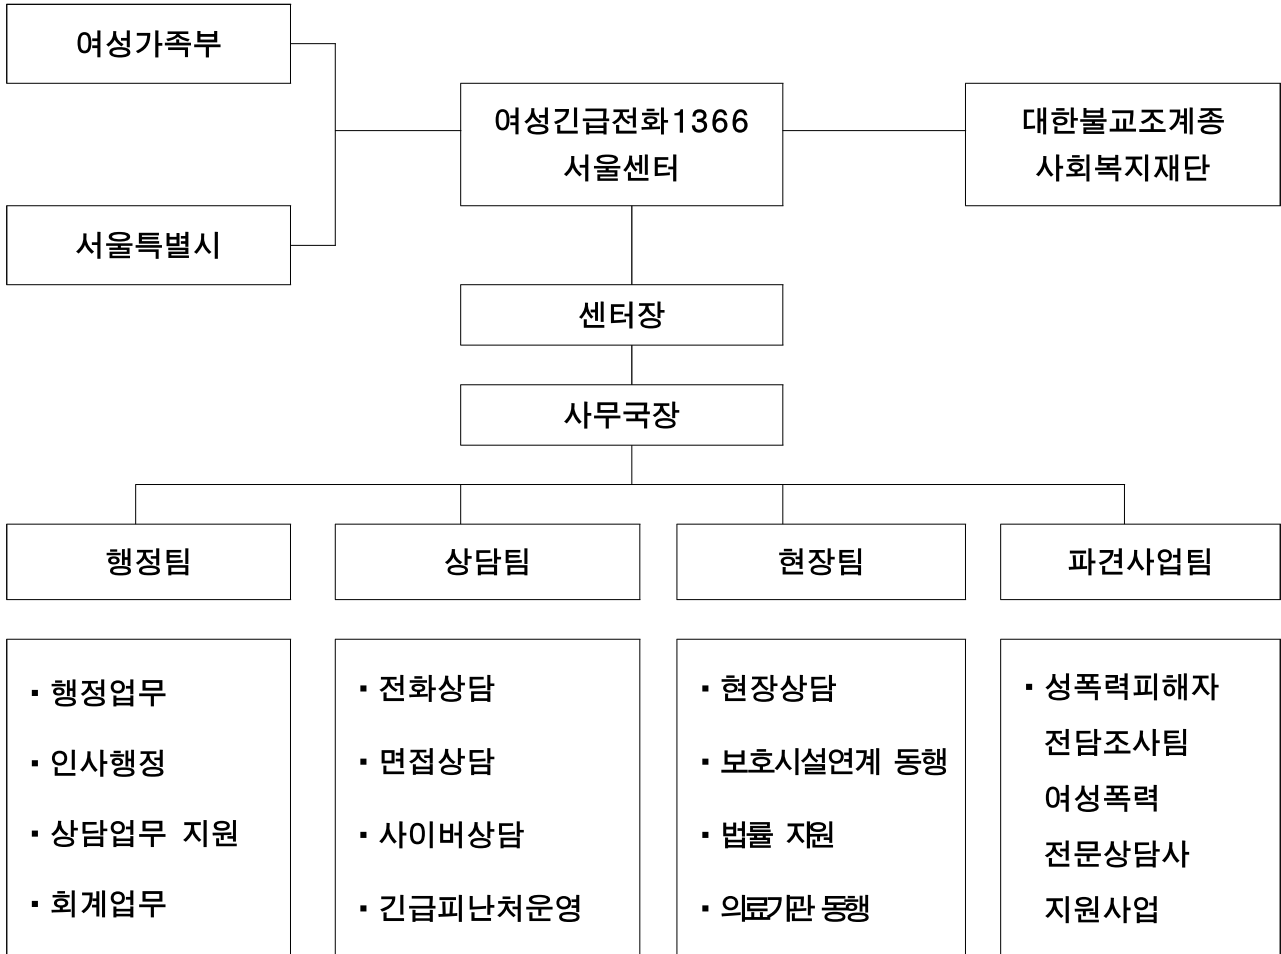 여성가족부
여성긴급전화1366
서울센터
대한불교조계종
사회복지재단
서울특별시
센터장
사무국장
행정팀
상담팀
현장팀
파견사업팀
▪ 행정업무
▪ 인사행정
▪ 상담업무 지원
▪ 회계업무
▪ 전화상담
▪ 면접상담
▪ 사이버상담
▪ 긴급피난처운영
▪ 현장상담
▪ 보호시설연계 동행
▪ 법률 지원
▪ 의료기관 동행
▪ 성폭력피해자
전담조사팀
여성폭력
전문상담사
지원사업